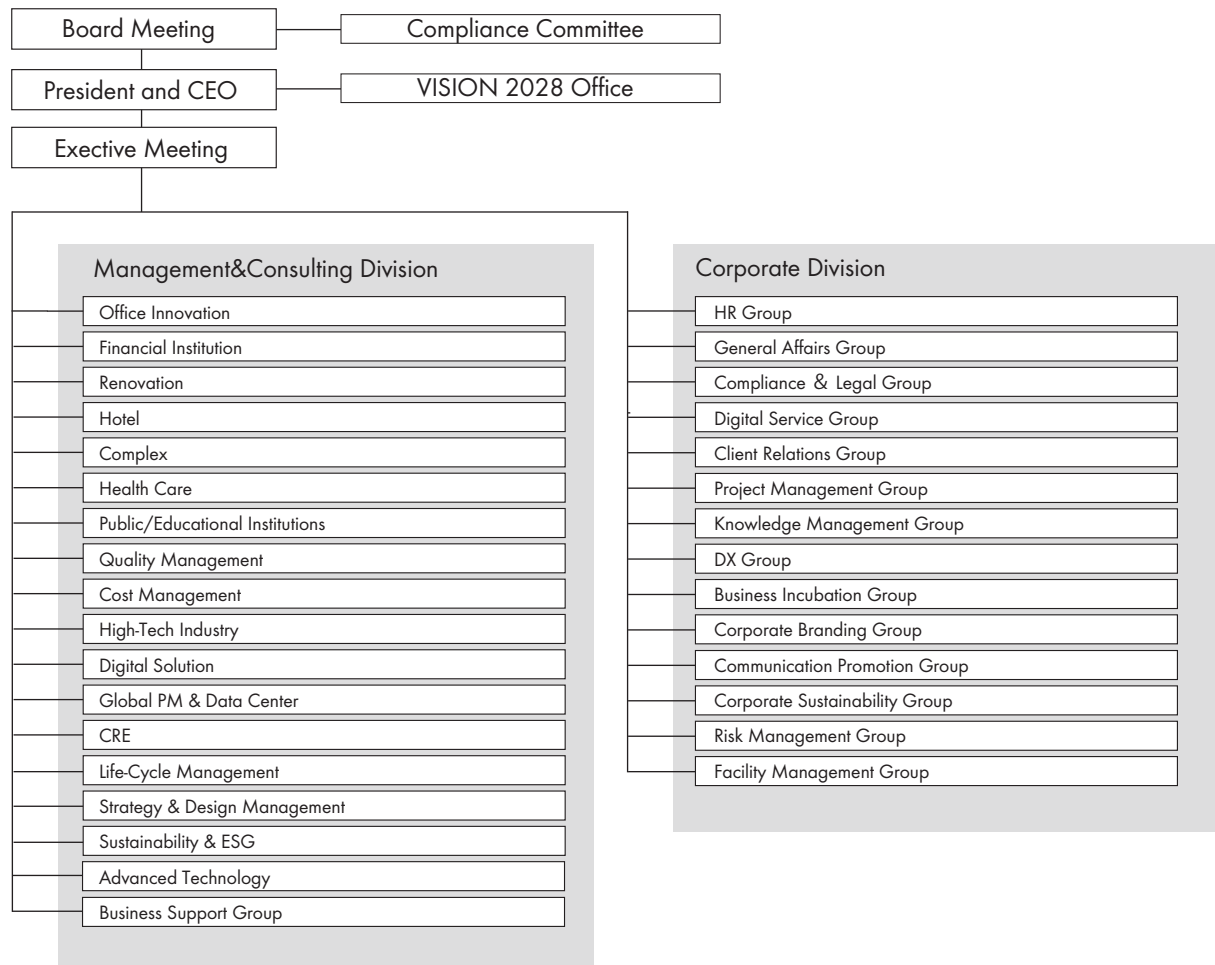 Board Meeting
Compliance Committee
President and CEO
VISION 2028 Office
Exective Meeting
Management&Consulting Division
Office Innovation
Financial Institution
Renovation
Hotel
Complex
Health Care
Public/Educational Institutions
Quality Management
Cost Management
High-Tech Industry
Digital Solution
Global PM & Data Center
CRE
Life-Cycle Management
Strategy & Design Management
Sustainability & ESG
Advanced Technology
Business Support Group
Corporate Division
HR Group
General Affairs Group
Compliance & Legal Group
Digital Service Group
Client Relations Group
Project Management Group
Knowledge Management Group
DX Group
Business Incubation Group
Corporate Branding Group
Communication Promotion Group
Corporate Sustainability Group
Risk Management Group
Facility Management Group